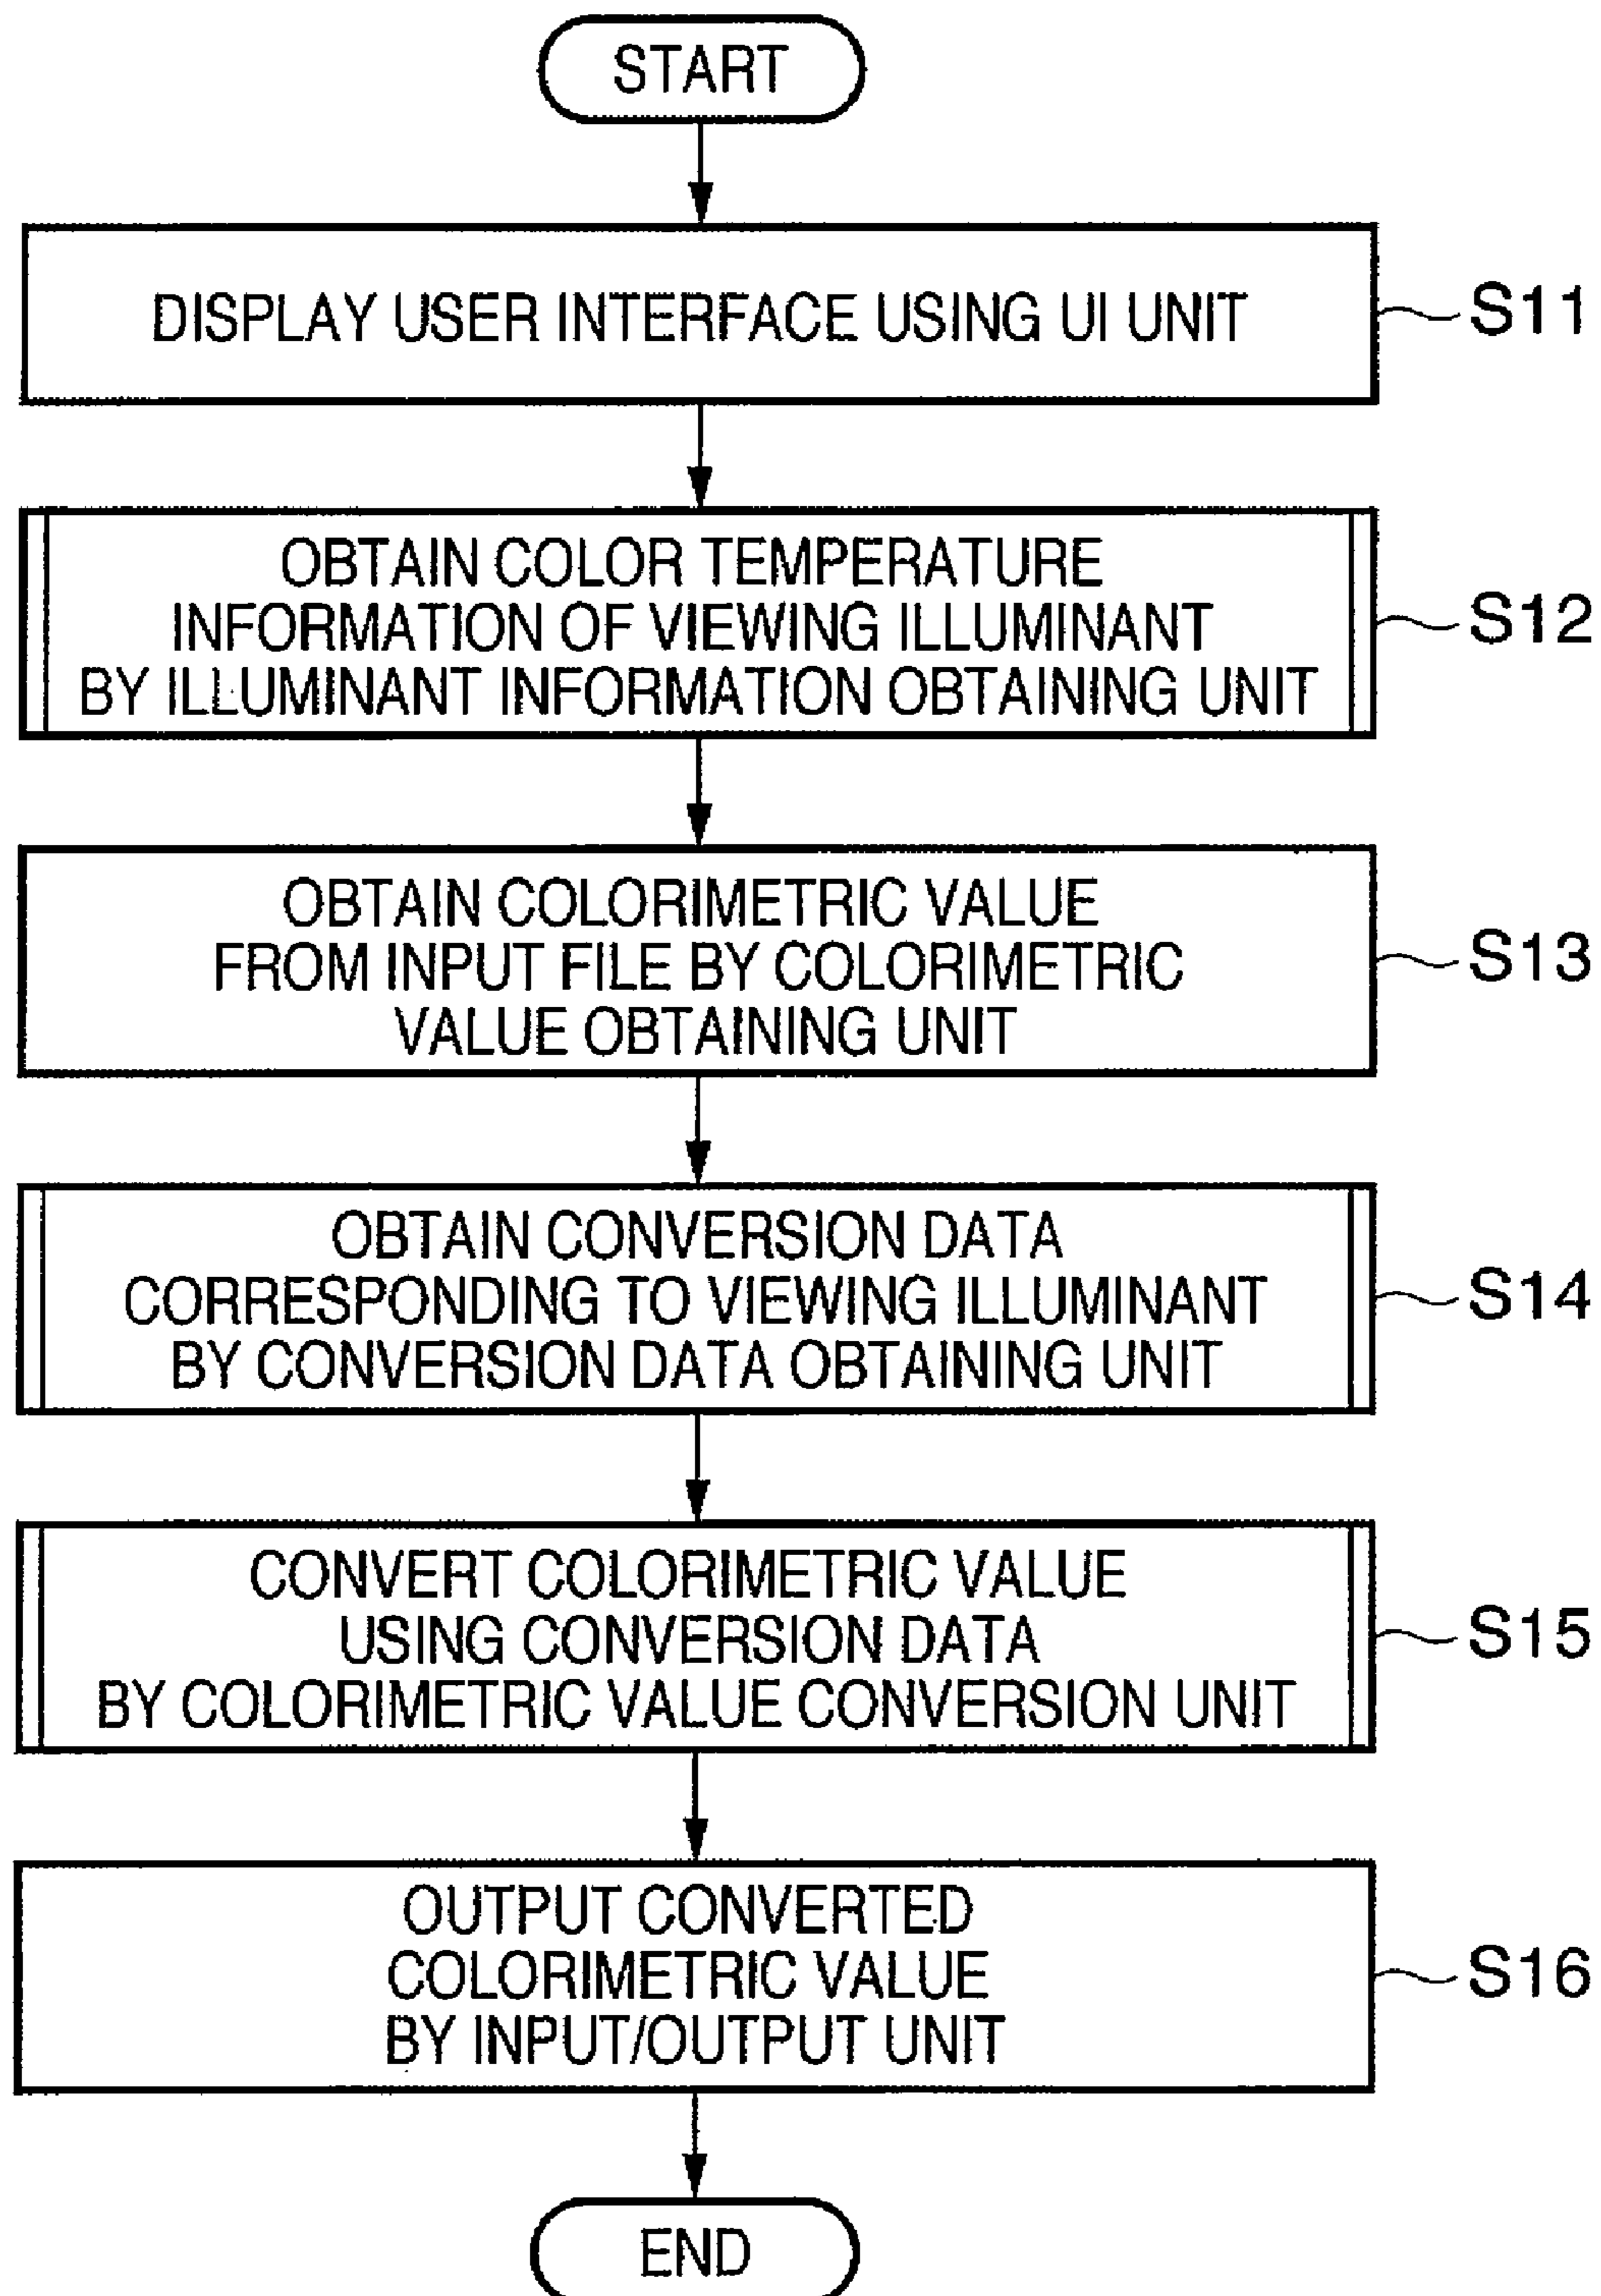 START
DISPLAY USER INTERFACE USING UI UNIT
S11
OBTAIN COLOR TEMPERATURE
INFORMATION OF VIEWING ILLUMINANT
BY ILLUMINANT INFORMATION OBTAINING UNIT
S12
OBTAIN COLORIMETRIC VALUE
FROM INPUT FILE BY COLORIMETRIC
VALUE OBTAINING UNIT
S13
OBTAIN CONVERSION DATA
CORRESPONDING TO VIEWING ILLUMINANT
BY CONVERSION DATA OBTAINING UNIT
S14
CONVERT COLORIMETRIC VALUE
USING CONVERSION DATA
BY COLORIMETRIC VALUE CONVERSION UNIT
S15
OUTPUT CONVERTED
COLORIMETRIC VALUE
BY INPUT/OUTPUT UNIT
S16
END